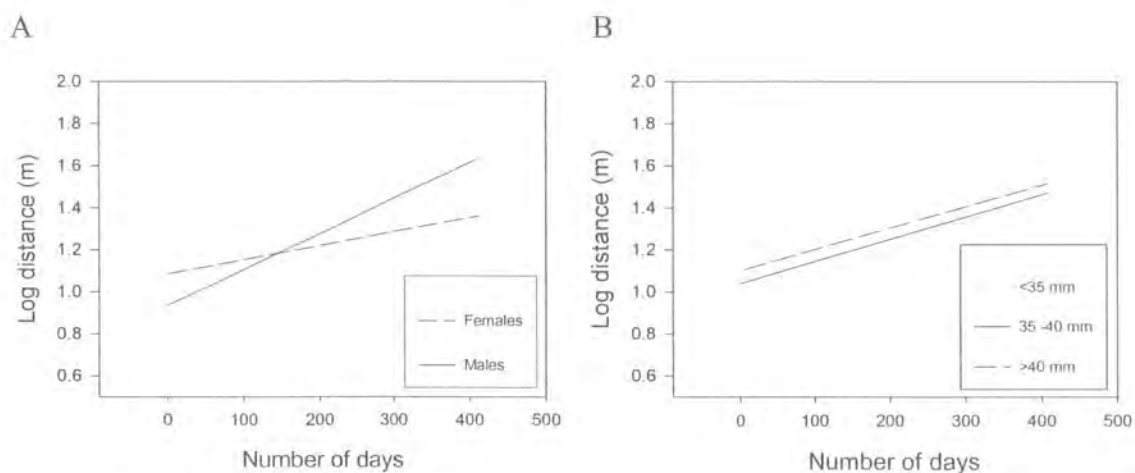 A
2.0
1.8
1.6
1.4
1.2
1.0
0.8
0.6
Log distance (m)
0 100 200 300 400 500
Number of days
Females
Males
B
2.0
1.8
1.6
1.4
1.2
1.0
0.8
0.6
Log distance (m)
0 100 200 300 400 500
Number of days
<35 mm
35 -40 mm
>40 mm